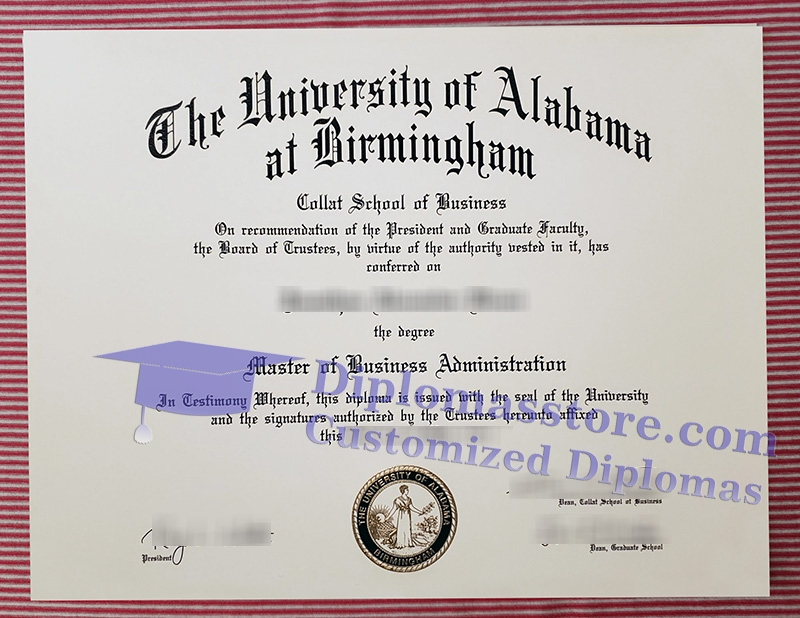 The University of Alabama
at Birmingham
Collat School of Business
On recommendation of the President and Graduate Faculty,
the Board of Trustees, by virtue of the authority vested in it, has
conferred on
the degree
Master of Business Administration
In Testimony Whereof, this diploma is issued with the seal of the University
and the signatures authorized by the Trustees hereunto affixed
this
Diplomasstore.com
Customized Diplomas
THE UNIVERSITY OF ALABAMA
BIRMINGHAM
Dean, Collat School of Business
President
Dean, Graduate School